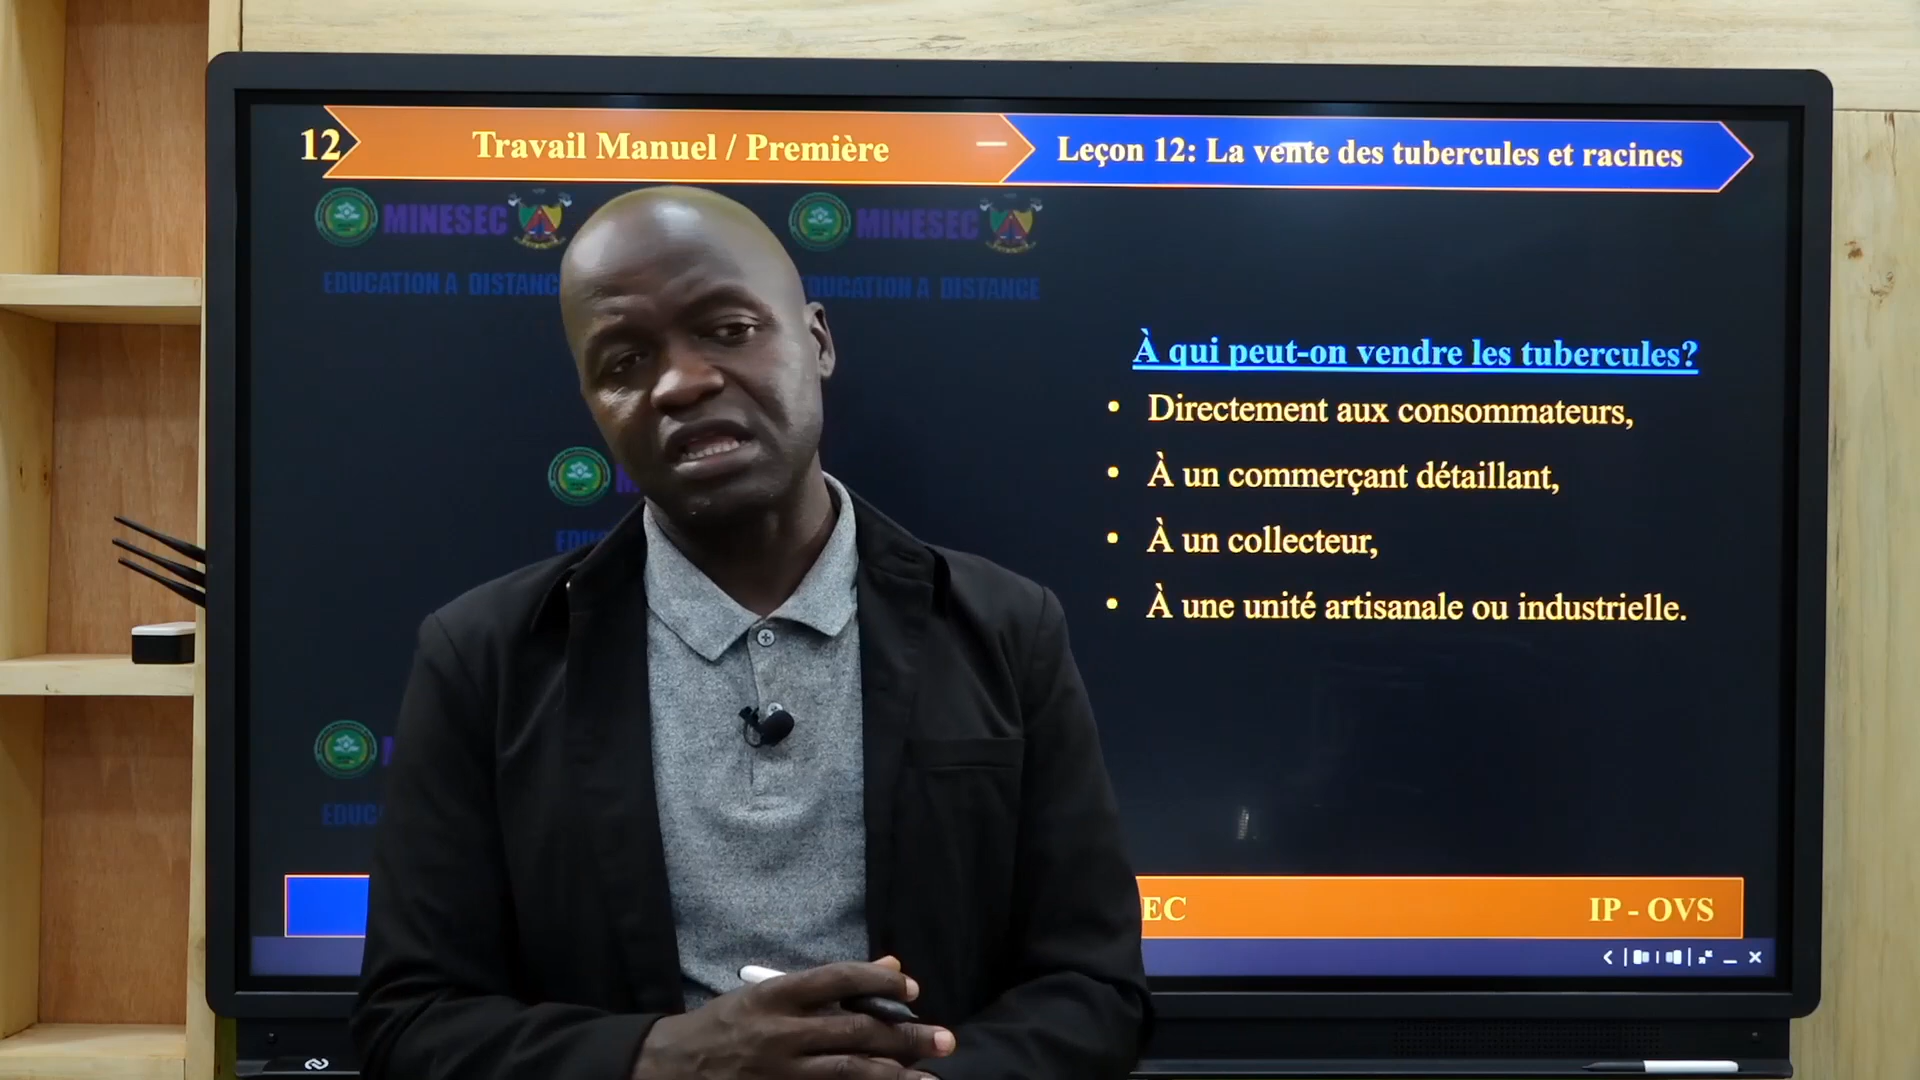 12
Travail Manuel / Première
Leçon 12: La vente des tubercules et racines
MINESEC
MINESEC
EDUCATION A DISTANC
DUCATION A DISTANCE
À qui peut-on vendre les tubercules?
• Directement aux consommateurs,
• À un commerçant détaillant,
• À un collecteur,
• À une unité artisanale ou industrielle.
M
EDU
M
EDUC
EC
IP - OVS